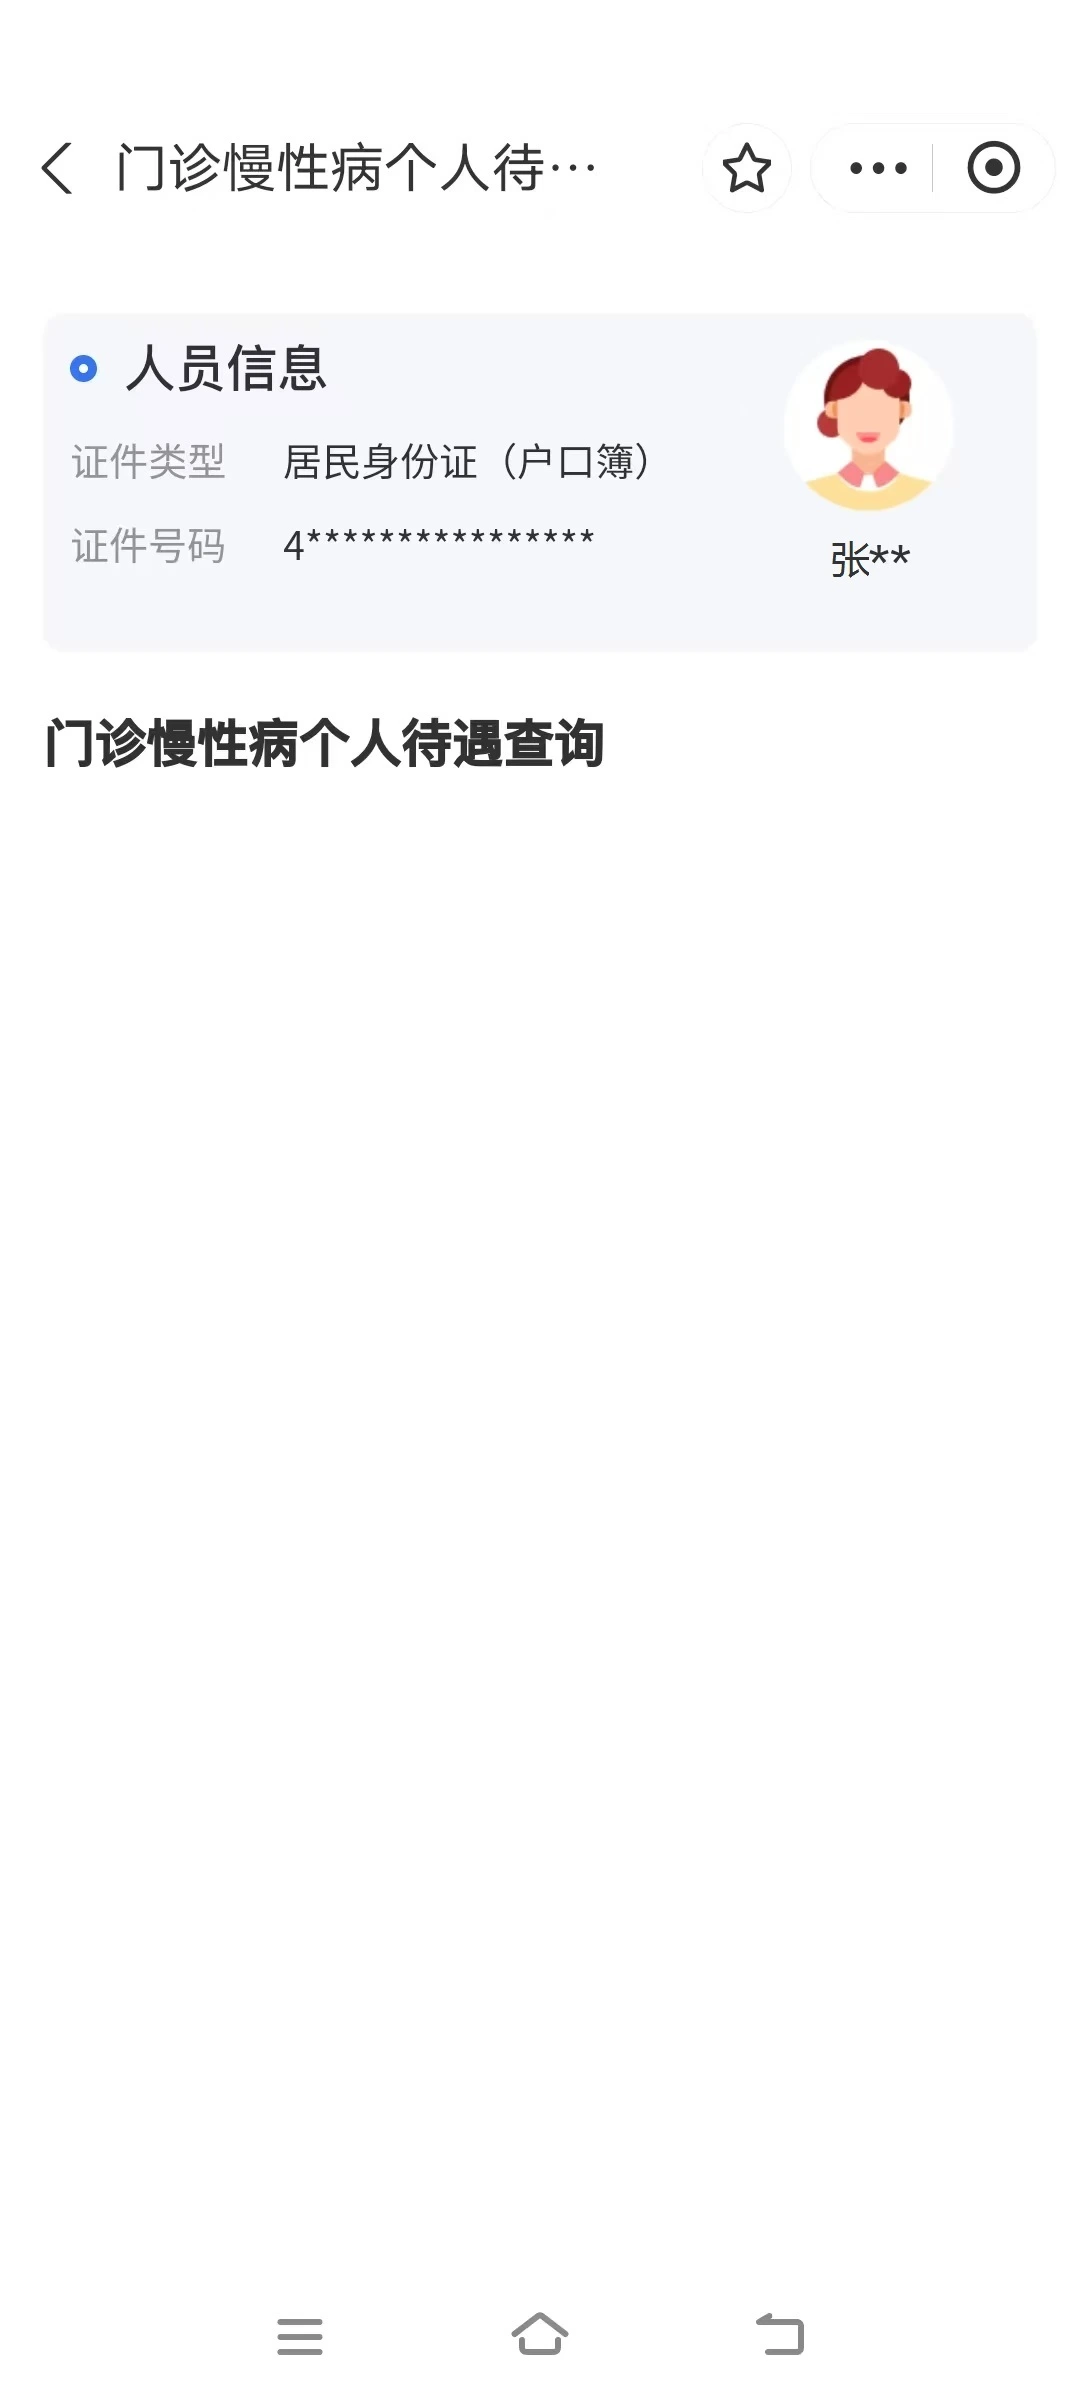 门诊慢性病个人待…
人员信息
证件类型 居民身份证（户口簿）
证件号码 4****************
张**
门诊慢性病个人待遇查询